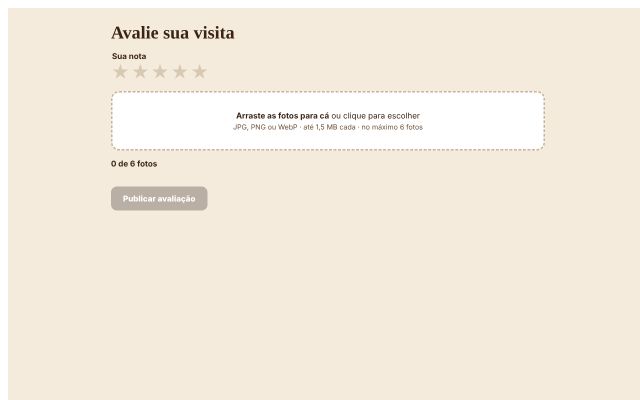 Avalie sua visita
Sua nota
Arraste as fotos para cá ou clique para escolher
JPG, PNG ou WebP · até 1,5 MB cada · no máximo 6 fotos
0 de 6 fotos
Publicar avaliação